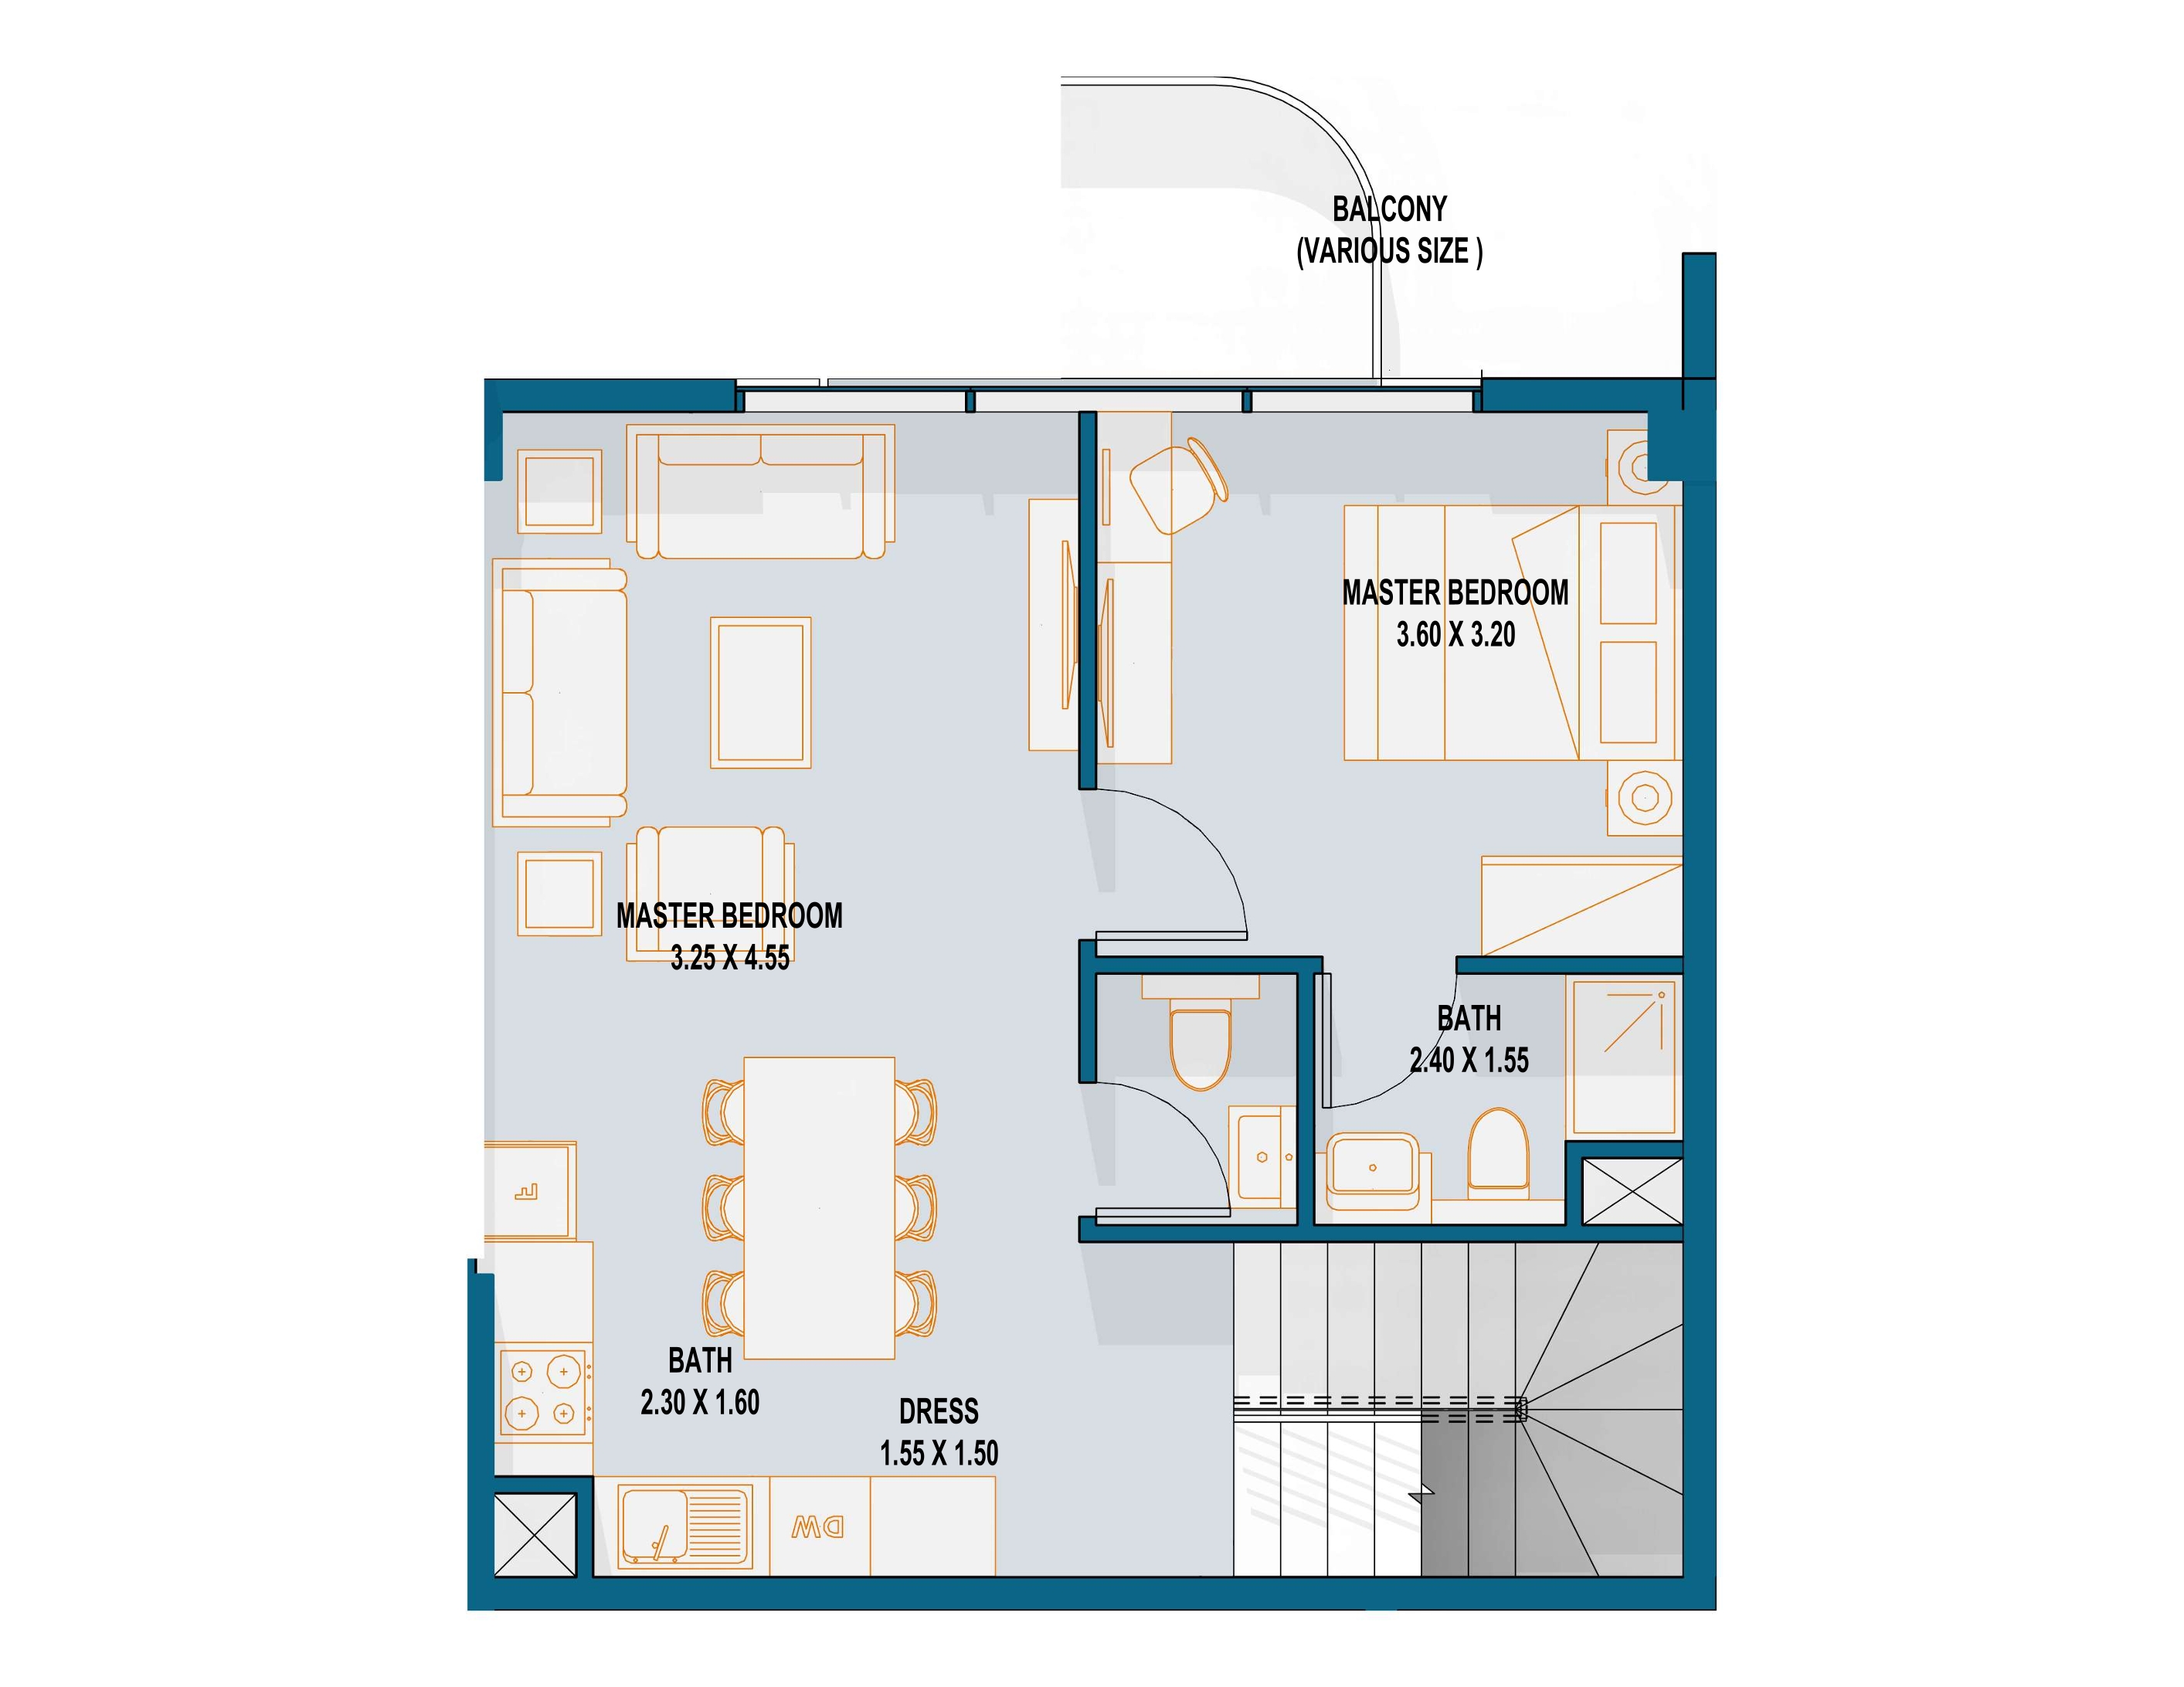 BALCONY
(VARIOUS SIZE )
MASTER BEDROOM
3.60 X 3.20
MASTER BEDROOM
3.25 X 4.55
BATH
2.40 X 1.55
F
BATH
2.30 X 1.60
DRESS
1.55 X 1.50
DW